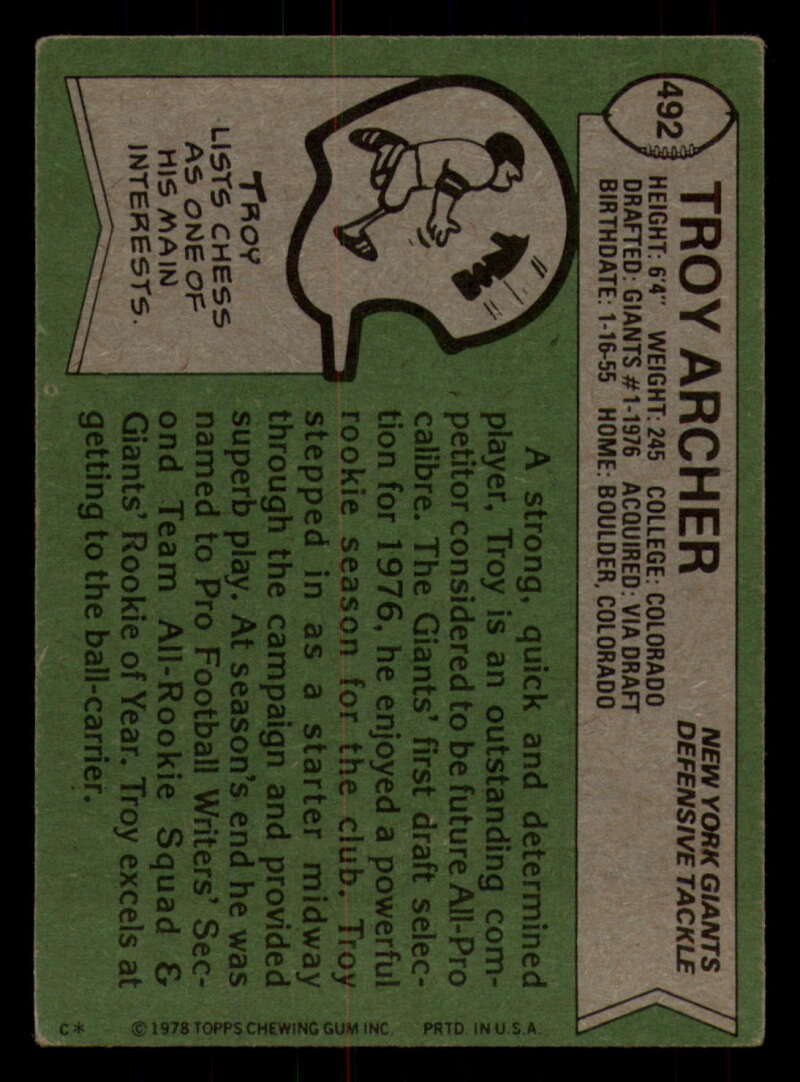 492
TROY ARCHER
NEW YORK GIANTS
DEFENSIVE TACKLE
HEIGHT: 6'4" WEIGHT: 245 COLLEGE: COLORADO
DRAFTED: GIANTS #1-1976 ACQUIRED: VIA DRAFT
BIRTHDATE: 1-16-55 HOME: BOULDER, COLORADO
TROY
LISTS CHESS
AS ONE OF
HIS MAIN
INTERESTS.
A strong, quick and determined
player, Troy is an outstanding com-
petitor considered to be future All-Pro
calibre. The Giants' first draft selec-
tion for 1976, he enjoyed a powerful
rookie season for the club. Troy
stepped in as a starter midway
through the campaign and provided
superb play. At season's end he was
named to Pro Football Writers' Sec-
ond Team All-Rookie Squad &
Giants' Rookie of Year. Troy excels at
getting to the ball-carrier.
C* © 1978 TOPPS CHEWING GUM INC. PRTD. IN U.S.A.